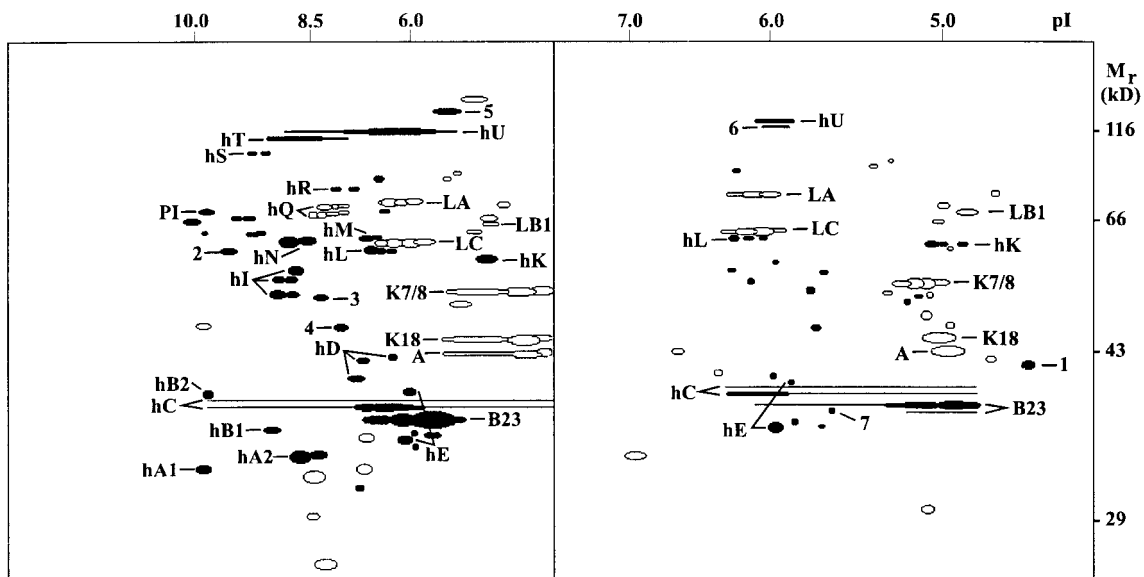 10.0 8.5 6.0 7.0 6.0 5.0 pI
Mr
(kD)
5
hU
hU
6
116
hT
hS
hR
LA
LA
PI
hQ
LB1
LB1
66
hM
2
hN
hL
LC
hK
LC
hL
hK
hI
3
K7/8
K7/8
4
K18
K18
hD
A
A
43
1
hB2
hC
hC
B23
B23
hB1
hE
hE
7
hA2
hA1
29